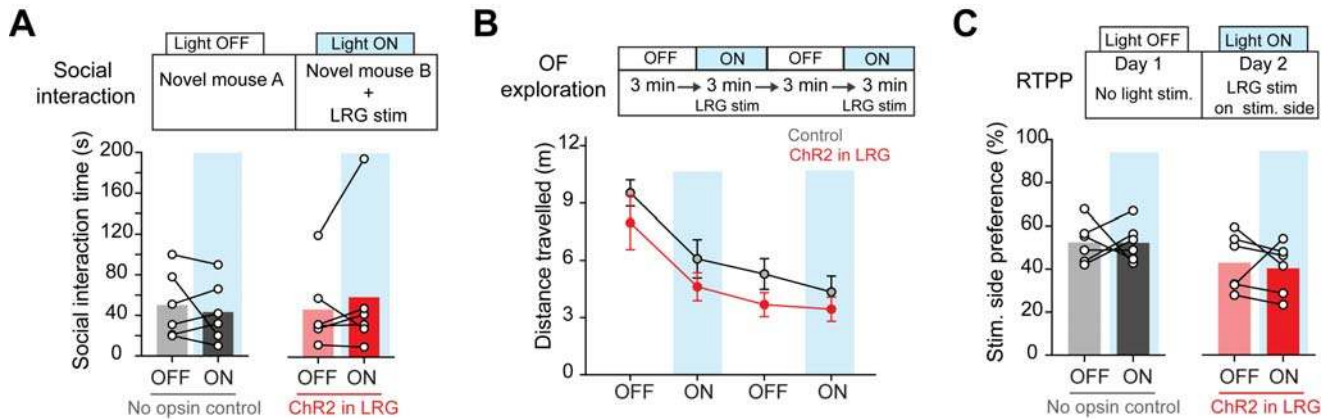 A
Light OFF
Light ON
Social interaction
Novel mouse A
Novel mouse B
+
LRG stim
Social interaction time (s)
200
160
120
80
40
0
OFF
ON
OFF
ON
No opsin control
ChR2 in LRG
B
OF exploration
OFF
ON
OFF
ON
3 min
3 min
3 min
3 min
LRG stim
LRG stim
Control
ChR2 in LRG
Distance travelled (m)
12
9
6
3
0
OFF
ON
OFF
ON
C
Light OFF
Light ON
RTPP
Day 1
No light stim.
Day 2
LRG stim
on stim. side
Stim. side preference (%)
100
80
60
40
20
0
OFF
ON
OFF
ON
No opsin control
ChR2 in LRG